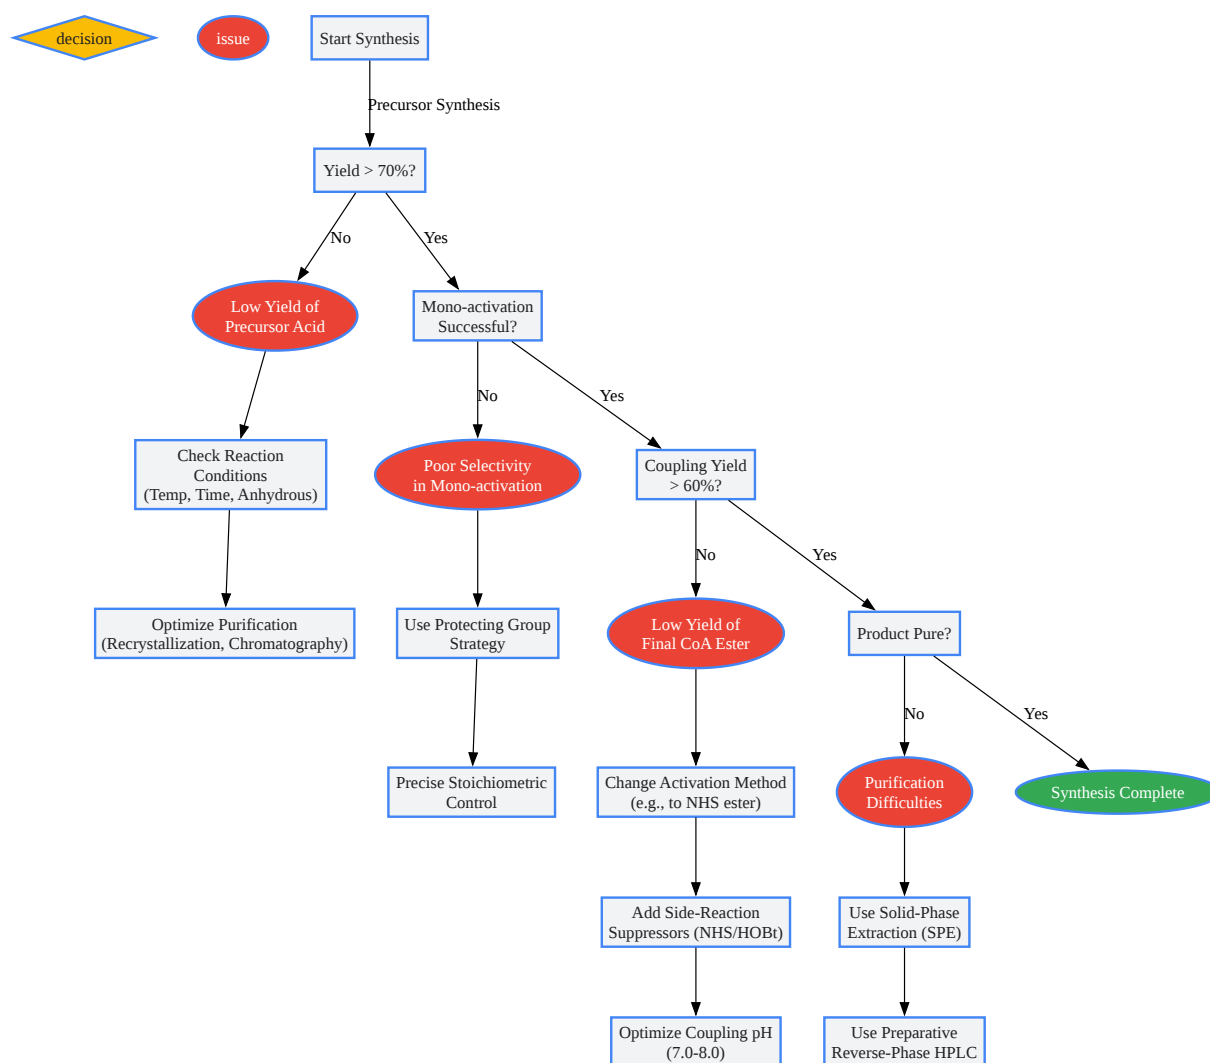 decision
issue
Start Synthesis
Precursor Synthesis
Yield > 70%?
No
Yes
Low Yield of
Precursor Acid
Mono-activation
Successful?
No
Yes
Check Reaction
Conditions
(Temp, Time, Anhydrous)
Poor Selectivity
in Mono-activation
Coupling Yield
> 60%?
No
Yes
Optimize Purification
(Recrystallization, Chromatography)
Use Protecting Group
Strategy
Low Yield of
Final CoA Ester
Product Pure?
No
Yes
Precise Stoichiometric
Control
Change Activation Method
(e.g., to NHS ester)
Purification
Difficulties
Synthesis Complete
Add Side-Reaction
Suppressors (NHS/HOBt)
Use Solid-Phase
Extraction (SPE)
Optimize Coupling pH
(7.0-8.0)
Use Preparative
Reverse-Phase HPLC